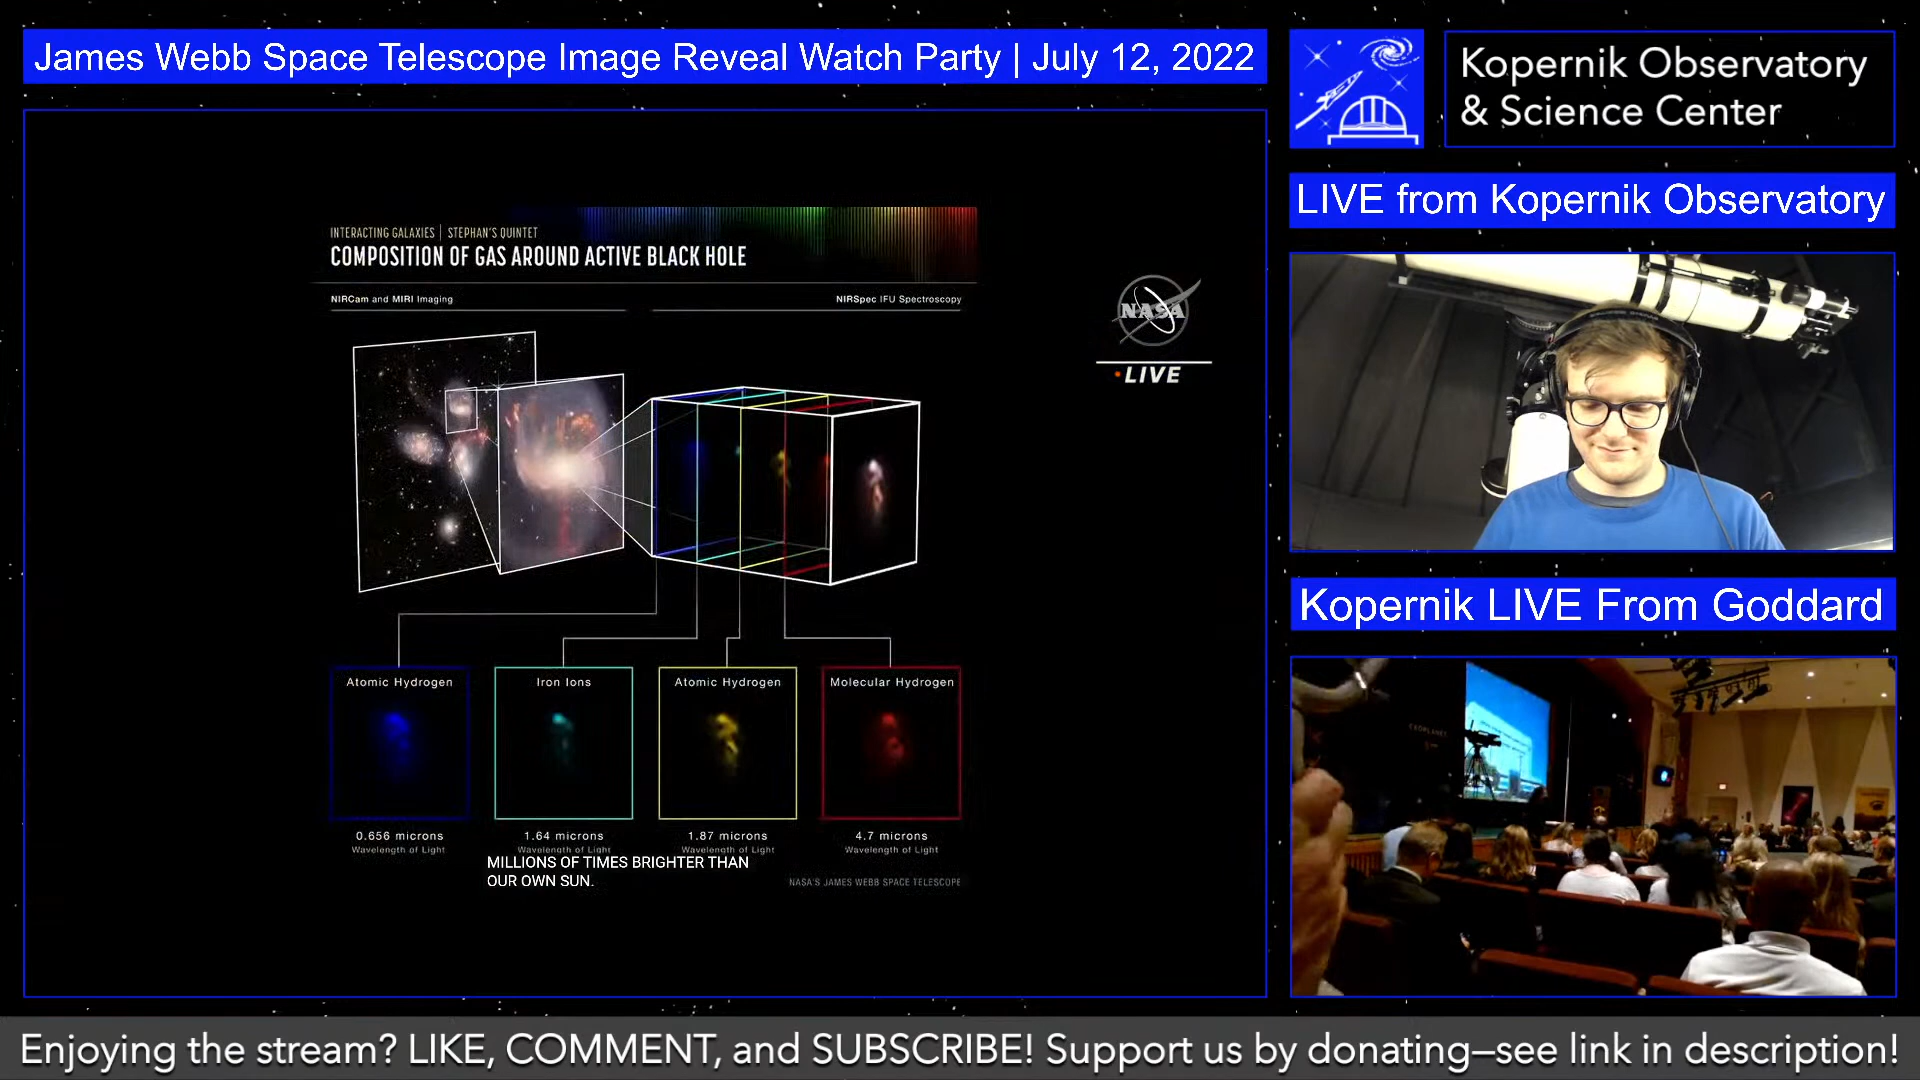 James Webb Space Telescope Image Reveal Watch Party | July 12, 2022
Kopernik Observatory
& Science Center
LIVE from Kopernik Observatory
INTERACTING GALAXIES | STEPHAN'S QUINTET
COMPOSITION OF GAS AROUND ACTIVE BLACK HOLE
NIRCam and MIRI Imaging
NIRSpec IFU Spectroscopy
NASA
LIVE
Kopernik LIVE From Goddard
Atomic Hydrogen
Iron Ions
Atomic Hydrogen
Molecular Hydrogen
0.656 microns
1.64 microns
1.87 microns
4.7 microns
Wavelength of Light
Wavelength of Light
Wavelength of Light
Wavelength of Light
MILLIONS OF TIMES BRIGHTER THAN
OUR OWN SUN.
NASA'S JAMES WEBB SPACE TELESCOPE
Enjoying the stream? LIKE, COMMENT, and SUBSCRIBE! Support us by donating–see link in description!